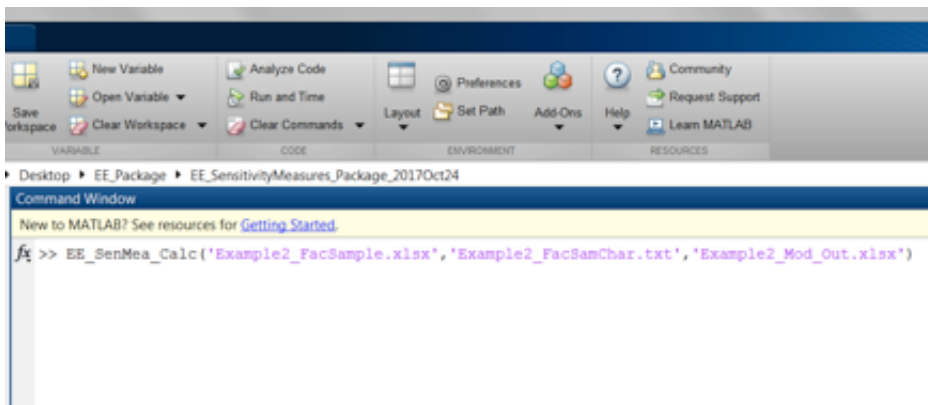 New Variable
Analyze Code
Community
Preferences
Open Variable
Run and Time
Request Support
Save
Layout
Set Path
Add-Ons
Help
Clear Workspace
Clear Commands
Learn MATLAB
orkspace
VARIABLE
CODE
ENVIRONMENT
RESOURCES
Desktop EE_Package EE_SensitivityMeasures_Package_2017Oct24
Command Window
New to MATLAB? See resources for Getting Started.
fx >> EE_SenMea_Calc('Example2_FacSample.xlsx','Example2_FacSamChar.txt','Example2_Mod_Out.xlsx')